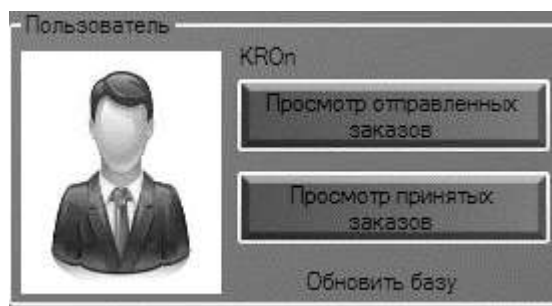 Пользователь
KROn
Просмотр отправленных
заказов
Просмотр принятых
заказов
Обновить базу